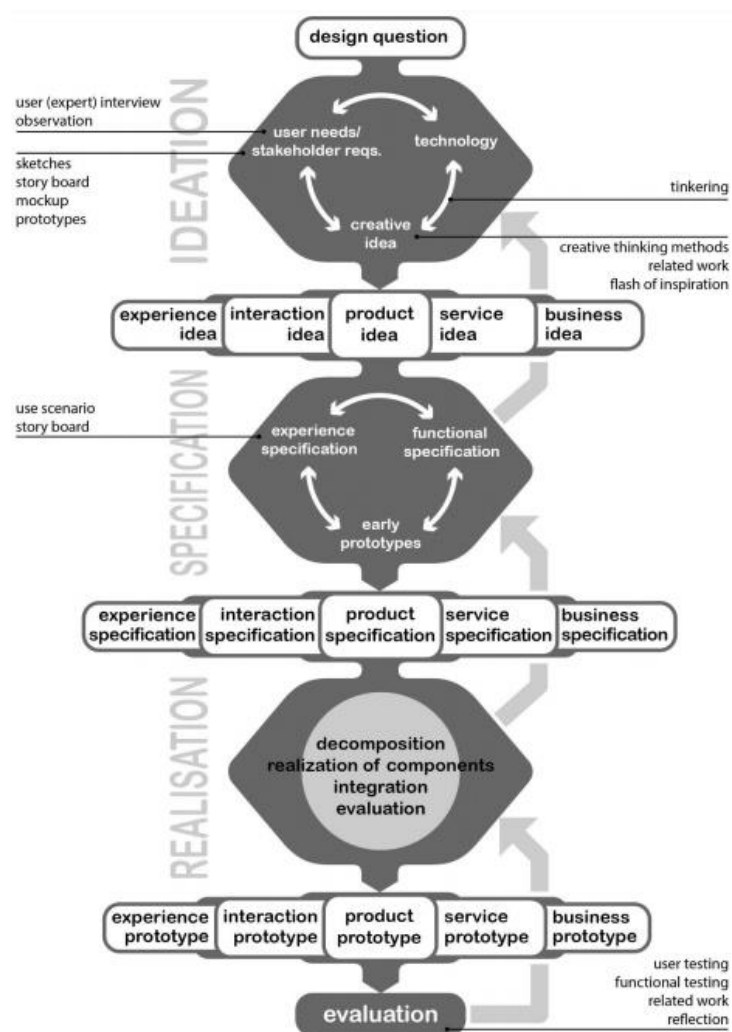 design question
IDEATION
user (expert) interview
observation
user needs/
stakeholder reqs.
technology
sketches
story board
mockup
prototypes
tinkering
creative
idea
creative thinking methods
related work
flash of inspiration
experience
idea
interaction
idea
product
idea
service
idea
business
idea
SPECIFICATION
use scenario
story board
experience
specification
functional
specification
early
prototypes
experience
specification
interaction
specification
product
specification
service
specification
business
specification
REALISATION
decomposition
realization of components
integration
evaluation
experience
prototype
interaction
prototype
product
prototype
service
prototype
business
prototype
evaluation
user testing
functional testing
related work
reflection